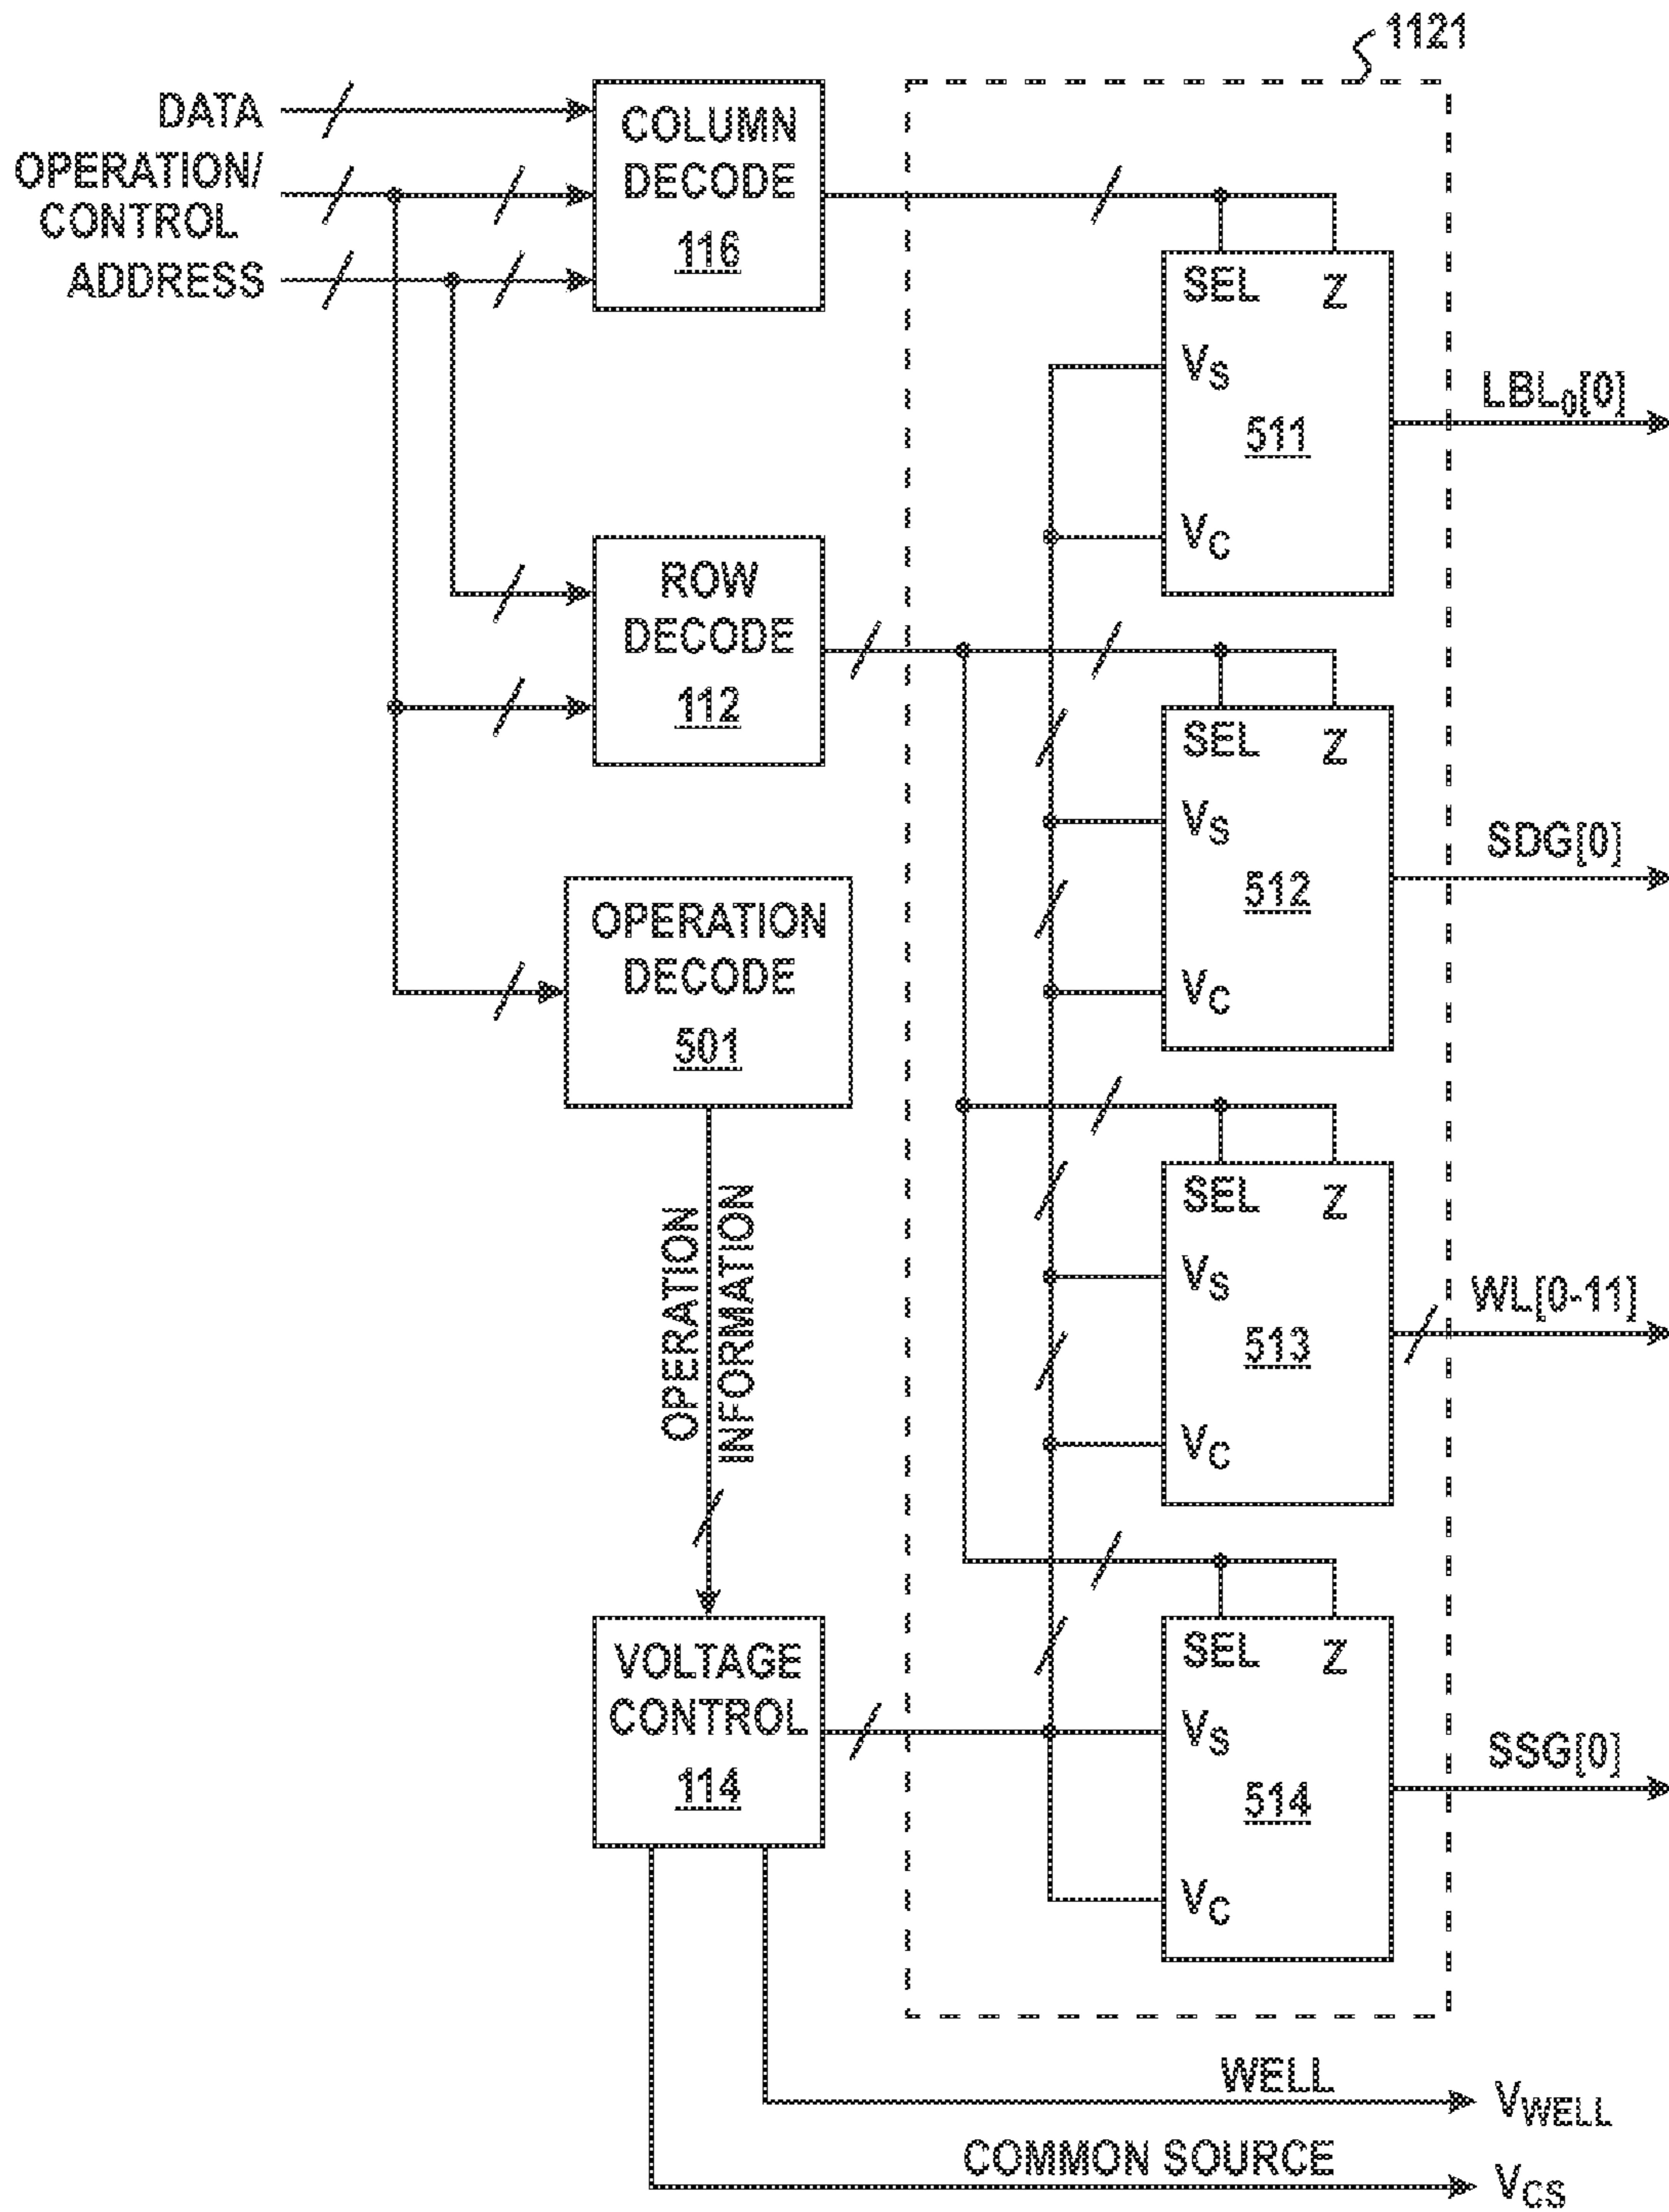 1121
DATA
OPERATION/
CONTROL
ADDRESS
COLUMN
DECODE
116
SEL Z
VS
511
VC
LBL0[0]
ROW
DECODE
112
SEL Z
VS
512
VC
SDG[0]
OPERATION
DECODE
501
OPERATION
INFORMATION
SEL Z
VS
513
VC
WL[0-11]
VOLTAGE
CONTROL
114
SEL Z
VS
514
VC
SSG[0]
WELL
VWELL
COMMON SOURCE
VCS